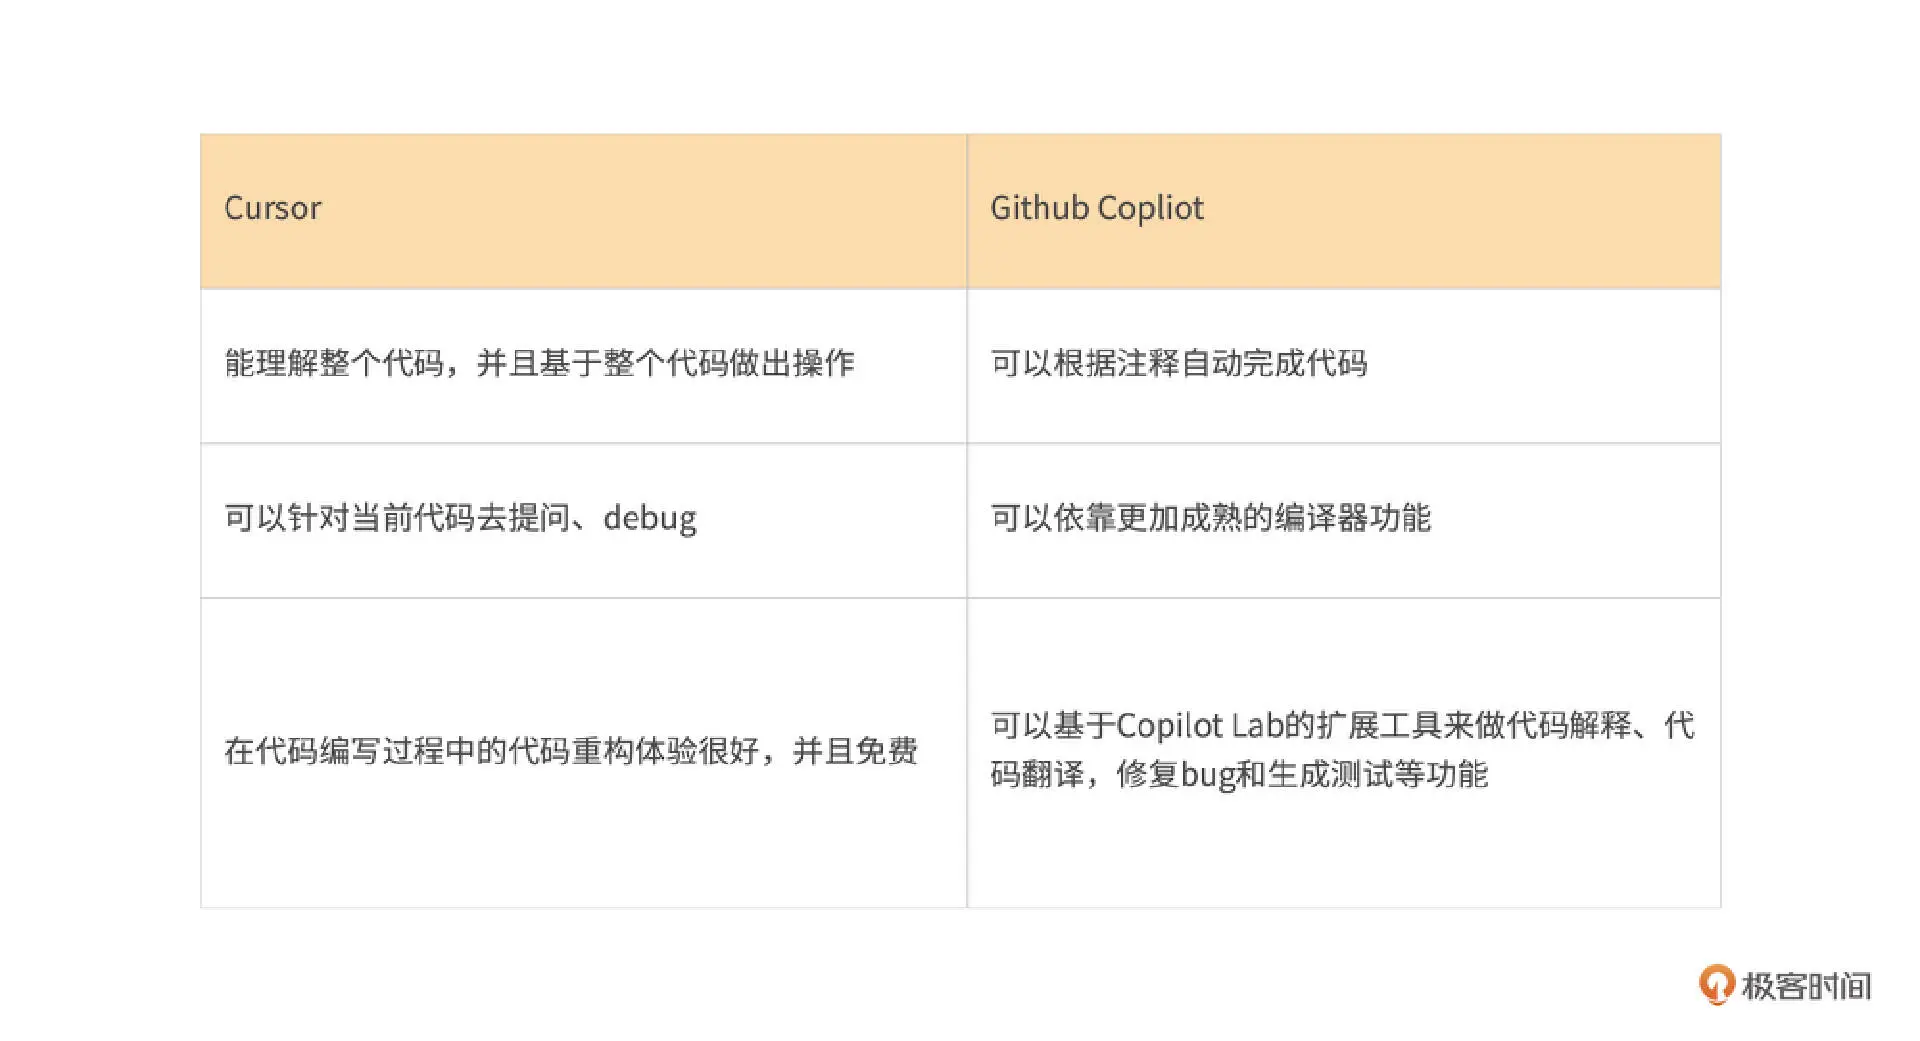 Cursor
Github Copliot
能理解整个代码，并且基于整个代码做出操作
可以根据注释自动完成代码
可以针对当前代码去提问、debug
可以依靠更加成熟的编译器功能
在代码编写过程中的代码重构体验很好，并且免费
可以基于Copilot Lab的扩展工具来做代码解释、代
码翻译，修复bug和生成测试等功能
极客时间